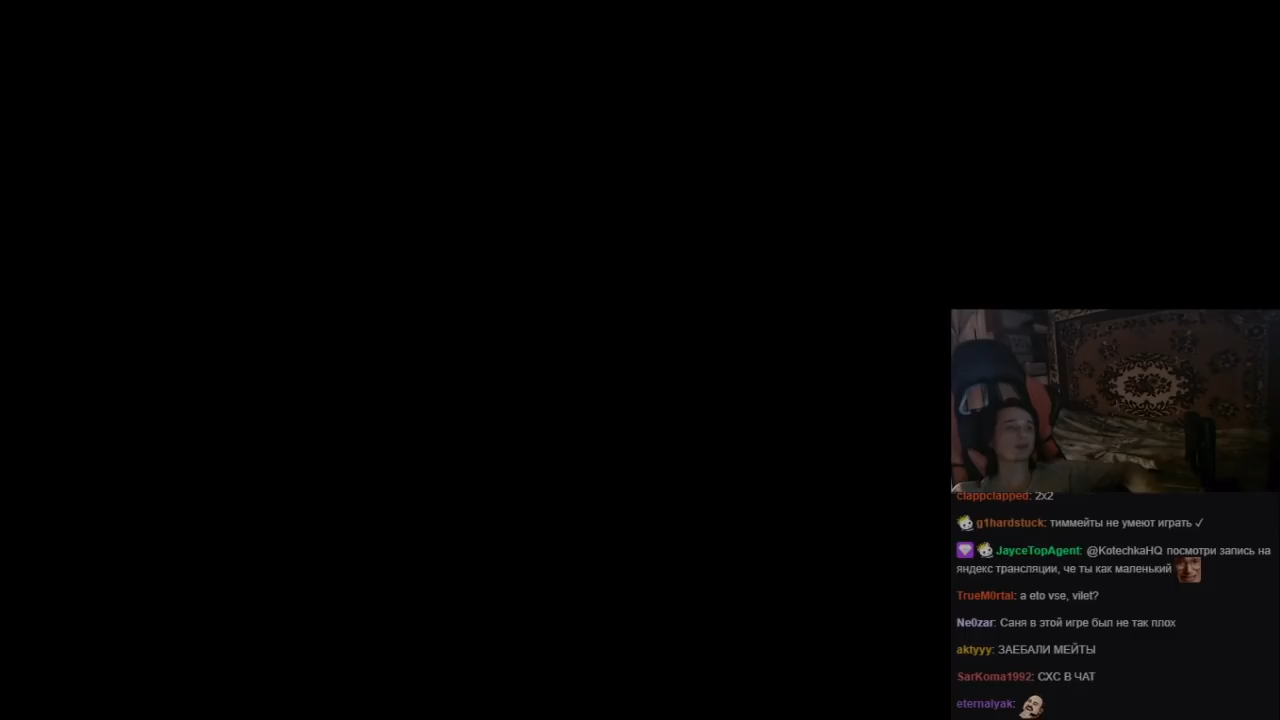 clappclapped: 2x2
g1hardstuck: тиммейты не умеют играть ✓
JayceTopAgent: @KotechkaHQ посмотри запись на
яндекс трансляции, че ты как маленький
TrueM0rtal: a eto vse, vilet?
Ne0zar: Саня в этой игре был не так плох
aktyyy: ЗАЕБАЛИ МЕЙТЫ
SarKoma1992: СХС В ЧАТ
eternalyak: